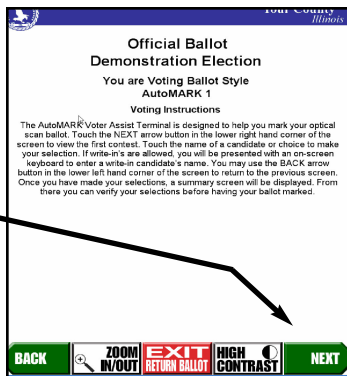 Your County
Illinois
Official Ballot
Demonstration Election
You are Voting Ballot Style
AutoMARK 1
Voting Instructions
The AutoMARK Voter Assist Terminal is designed to help you mark your optical
scan ballot. Touch the NEXT arrow button in the lower right hand corner of the
screen to view the first contest. Touch the name of a candidate or choice to make
your selection. If write-in's are allowed, you will be presented with an on-screen
keyboard to enter a write-in candidate's name. You may use the BACK arrow
button in the lower left hand corner of the screen to return to the previous screen.
Once you have made your selections, a summary screen will be displayed. From
there you can verify your selections before having your ballot marked.
BACK
ZOOM
IN/OUT
EXIT
RETURN BALLOT
HIGH
CONTRAST
NEXT